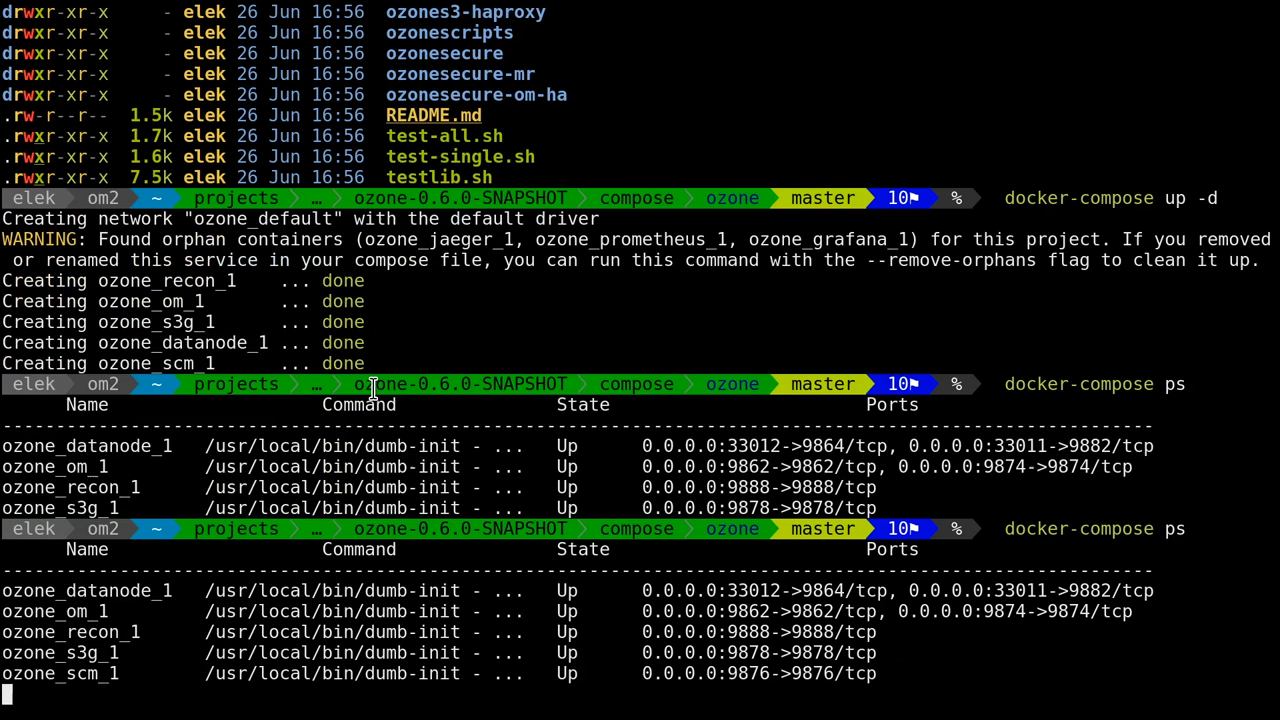 drwxr-xr-x     - elek 26 Jun 16:56  ozones3-haproxy
drwxr-xr-x     - elek 26 Jun 16:56  ozonescripts
drwxr-xr-x     - elek 26 Jun 16:56  ozonesecure
drwxr-xr-x     - elek 26 Jun 16:56  ozonesecure-mr
drwxr-xr-x     - elek 26 Jun 16:56  ozonesecure-om-ha
.rw-r--r--  1.5k elek 26 Jun 16:56  README.md
.rwxr-xr-x  1.7k elek 26 Jun 16:56  test-all.sh
.rwxr-xr-x  1.6k elek 26 Jun 16:56  test-single.sh
.rwxr-xr-x  7.5k elek 26 Jun 16:56  testlib.sh
elek om2 ~ projects … ozone-0.6.0-SNAPSHOT compose ozone master 10⚑ % docker-compose up -d
Creating network "ozone_default" with the default driver
WARNING: Found orphan containers (ozone_jaeger_1, ozone_prometheus_1, ozone_grafana_1) for this project. If you removed
or renamed this service in your compose file, you can run this command with the --remove-orphans flag to clean it up.
Creating ozone_recon_1    ... done
Creating ozone_om_1       ... done
Creating ozone_s3g_1      ... done
Creating ozone_datanode_1 ... done
Creating ozone_scm_1      ... done
elek om2 ~ projects … ozone-0.6.0-SNAPSHOT compose ozone master 10⚑ % docker-compose ps
Name Command State Ports
------------------------------------------------------------------------------------------------------------
ozone_datanode_1   /usr/local/bin/dumb-init - ...   Up      0.0.0.0:33012->9864/tcp, 0.0.0.0:33011->9882/tcp
ozone_om_1         /usr/local/bin/dumb-init - ...   Up      0.0.0.0:9862->9862/tcp, 0.0.0.0:9874->9874/tcp
ozone_recon_1      /usr/local/bin/dumb-init - ...   Up      0.0.0.0:9888->9888/tcp
ozone_s3g_1        /usr/local/bin/dumb-init - ...   Up      0.0.0.0:9878->9878/tcp
elek om2 ~ projects … ozone-0.6.0-SNAPSHOT compose ozone master 10⚑ % docker-compose ps
Name Command State Ports
------------------------------------------------------------------------------------------------------------
ozone_datanode_1   /usr/local/bin/dumb-init - ...   Up      0.0.0.0:33012->9864/tcp, 0.0.0.0:33011->9882/tcp
ozone_om_1         /usr/local/bin/dumb-init - ...   Up      0.0.0.0:9862->9862/tcp, 0.0.0.0:9874->9874/tcp
ozone_recon_1      /usr/local/bin/dumb-init - ...   Up      0.0.0.0:9888->9888/tcp
ozone_s3g_1        /usr/local/bin/dumb-init - ...   Up      0.0.0.0:9878->9878/tcp
ozone_scm_1        /usr/local/bin/dumb-init - ...   Up      0.0.0.0:9876->9876/tcp